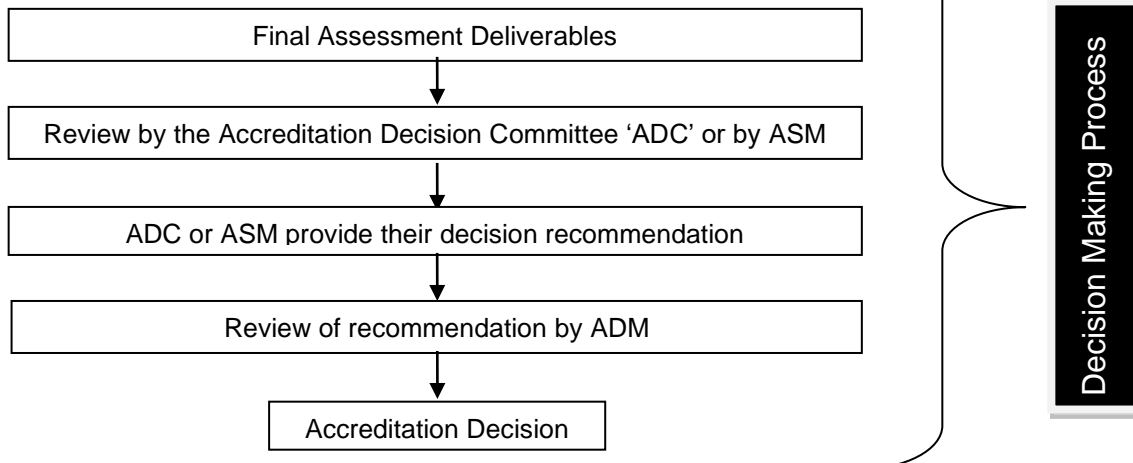 Final Assessment Deliverables
Review by the Accreditation Decision Committee ‘ADC’ or by ASM
ADC or ASM provide their decision recommendation
Review of recommendation by ADM
Accreditation Decision
Decision Making Process